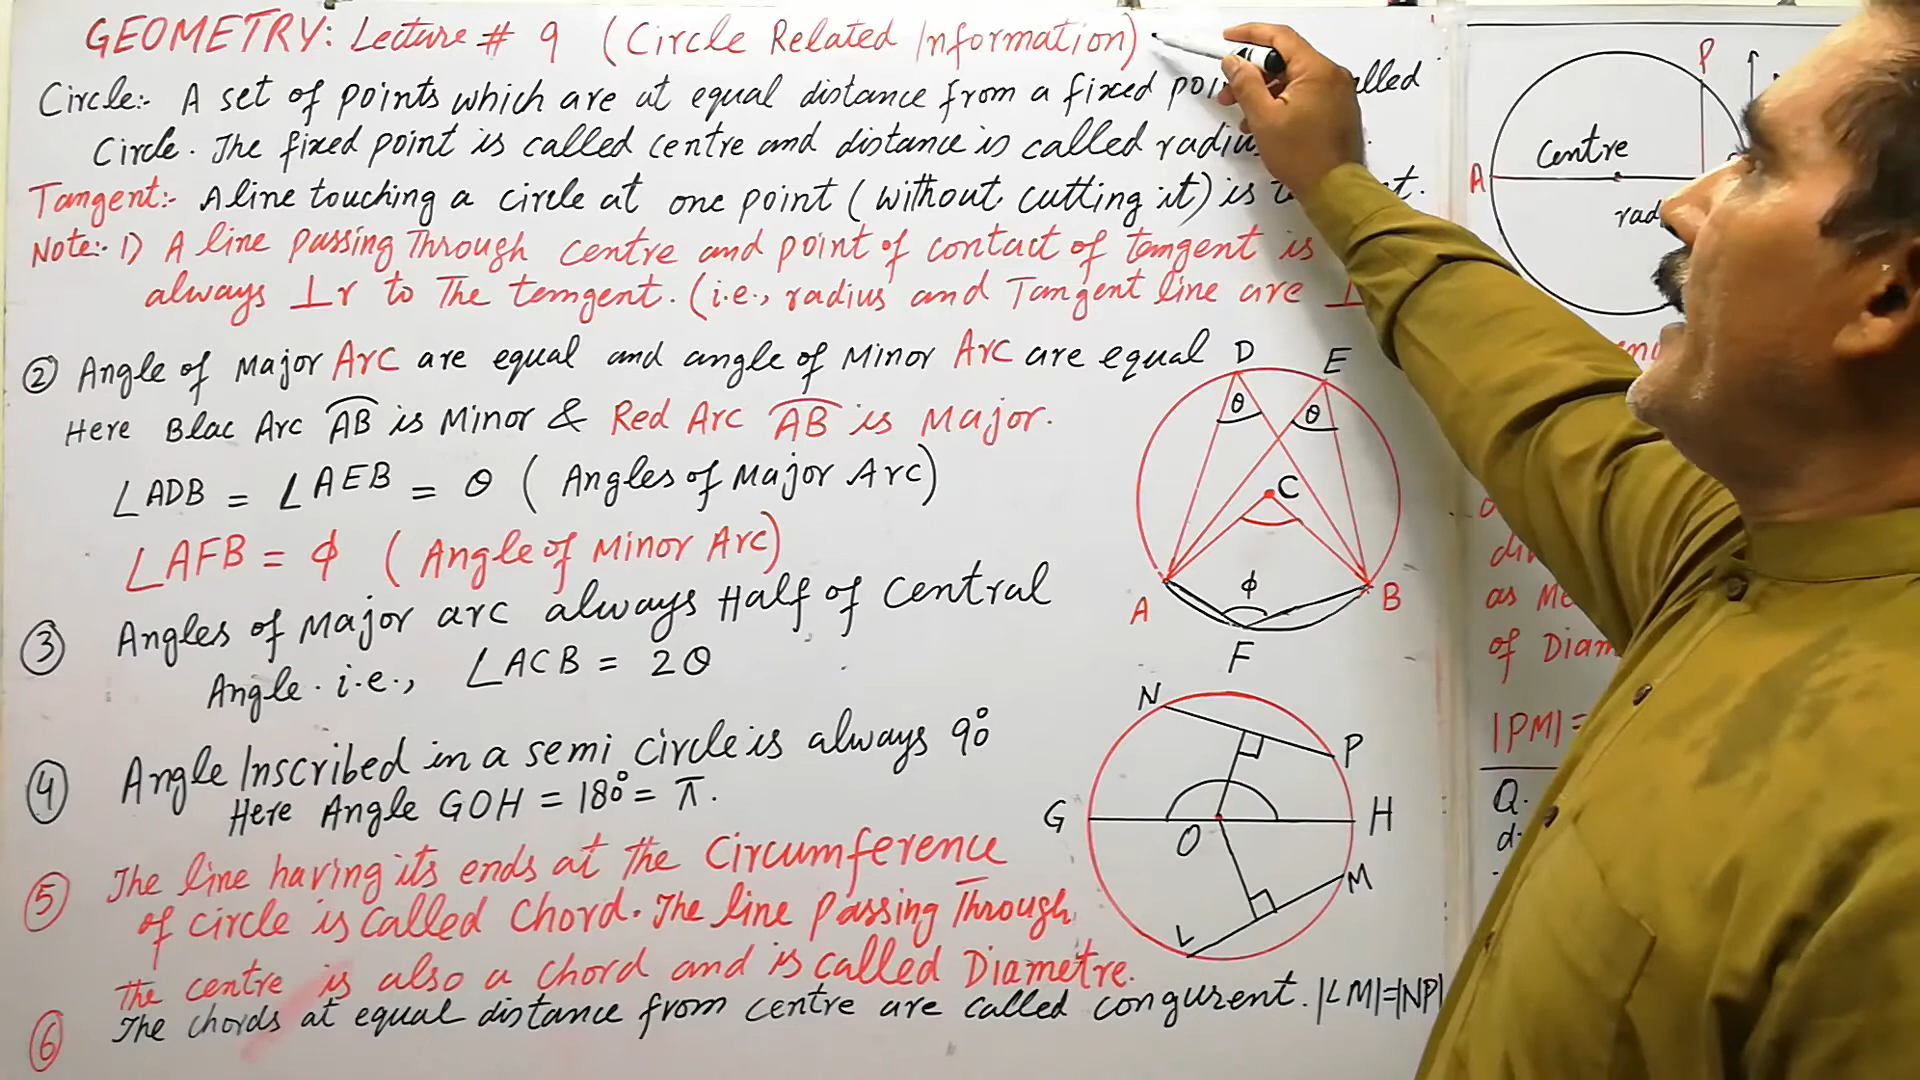 GEOMETRY: Lecture # 9 (Circle Related Information)
Circle:- A set of points which are at equal distance from a fixed called
Circle. The fixed point is called centre and distance is called
Tangent:- A line touching a circle at one point (without cutting it) is
Note:- 1) A line passing Through centre and point of contact of tangent is
always ⊥r to The tangent. (i.e., radius and Tangent line are ⊥
② Angle of Major Arc are equal and angle of Minor Arc are equal
Here Blac Arc AB is Minor & Red Arc AB is Major.
∠ADB = ∠AEB = θ (Angles of Major Arc)
∠AFB = ϕ (Angle of Minor Arc)
③ Angles of Major arc always Half of Central
Angle. i.e., ∠ACB = 2θ
④ Angle Inscribed in a semi circle is always 90°
Here Angle GOH = 180° = π.
⑤ The line having its ends at the Circumference
of circle is called Chord. The line passing Through
the centre is also a chord and is called Diametre.
⑥ The chords at equal distance from centre are called congurent. |LM|=|NP|
D E
θ θ
C
ϕ
A B
F
N
P
G O H
M
L
P
centre
A
as
of
|PM| =
Q.